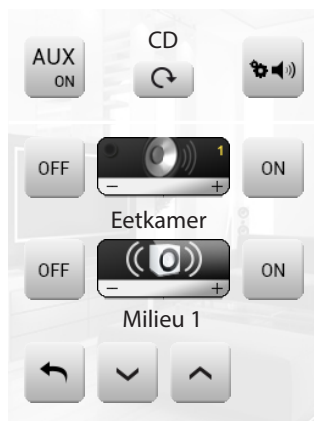 AUX
ON
CD
OFF
1
− +
ON
Eetkamer
OFF
− +
ON
Milieu 1